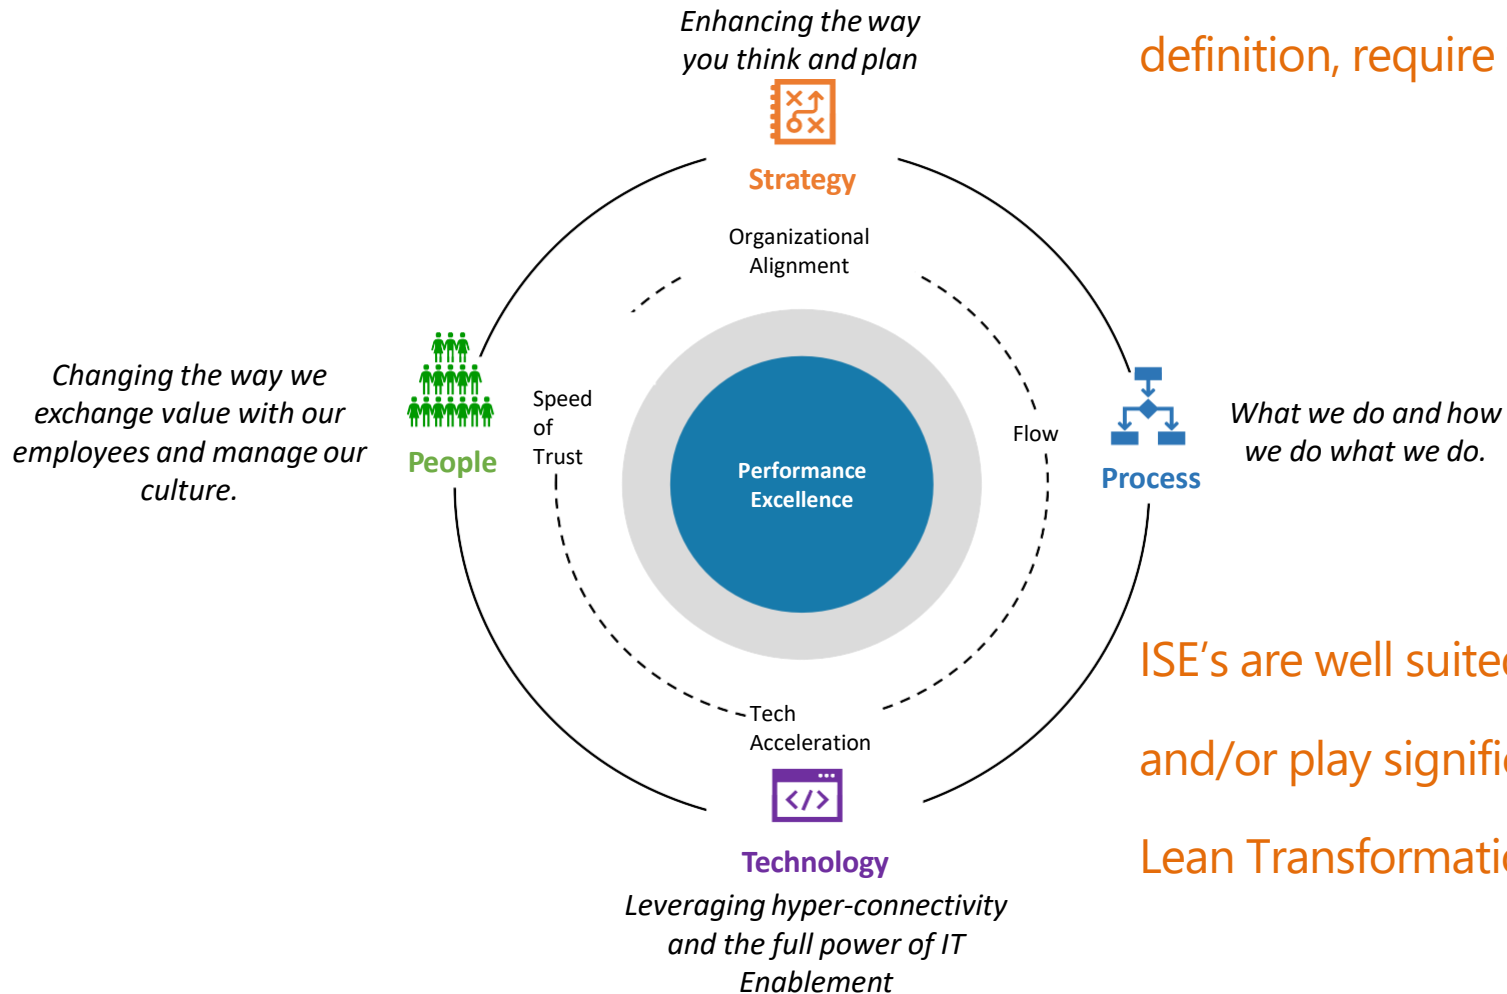 Enhancing the way
you think and plan
definition, require
Strategy
Organizational
Alignment
Changing the way we
exchange value with our
employees and manage our
culture.
People
Speed
of
Trust
Performance
Excellence
Flow
Process
What we do and how
we do what we do.
ISE's are well suited
and/or play signific
Lean Transformatio
Tech
Acceleration
</>
Technology
Leveraging hyper-connectivity
and the full power of IT
Enablement